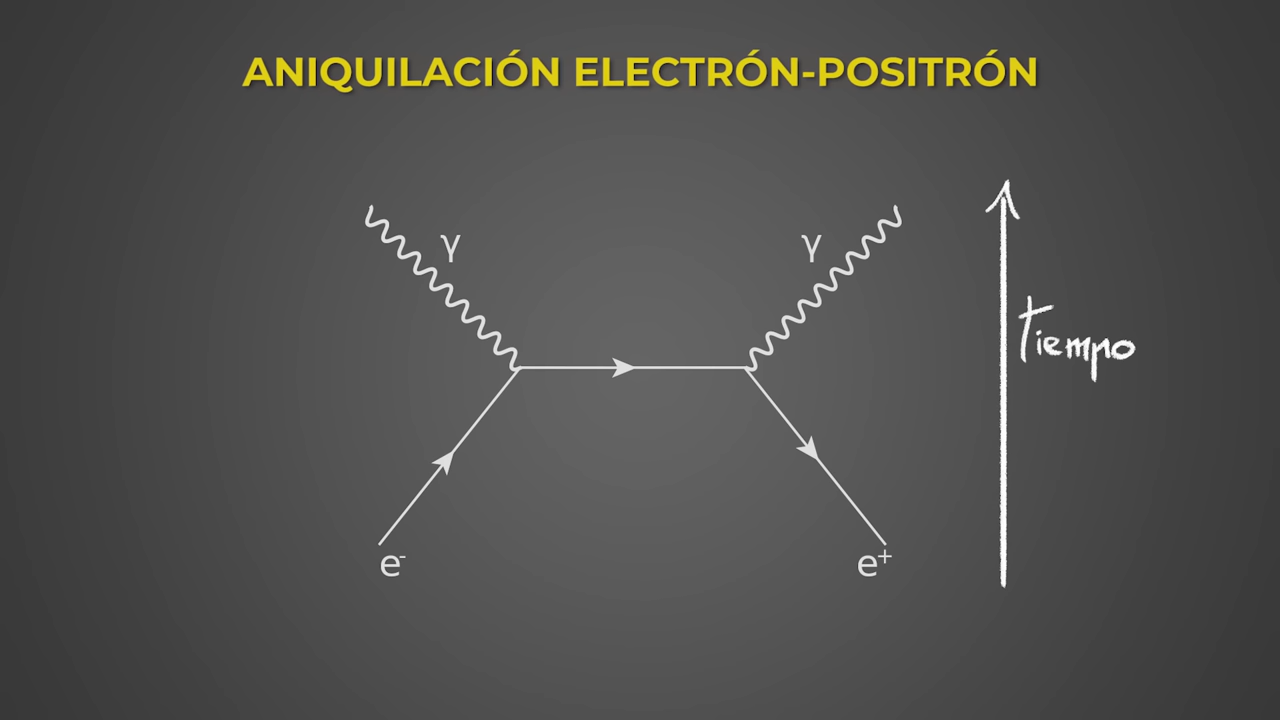 ANIQUILACIÓN ELECTRÓN-POSITRÓN
γ γ
tiempo
e⁻ e⁺